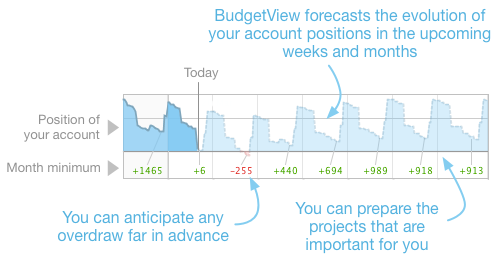 BudgetView forecasts the evolution of
your account positions in the upcoming
weeks and months
Today
Position of
your account
Month minimum
+1465 +6 -255 +440 +694 +989 +918 +913
You can anticipate any
overdraw far in advance
You can prepare the
projects that are
important for you